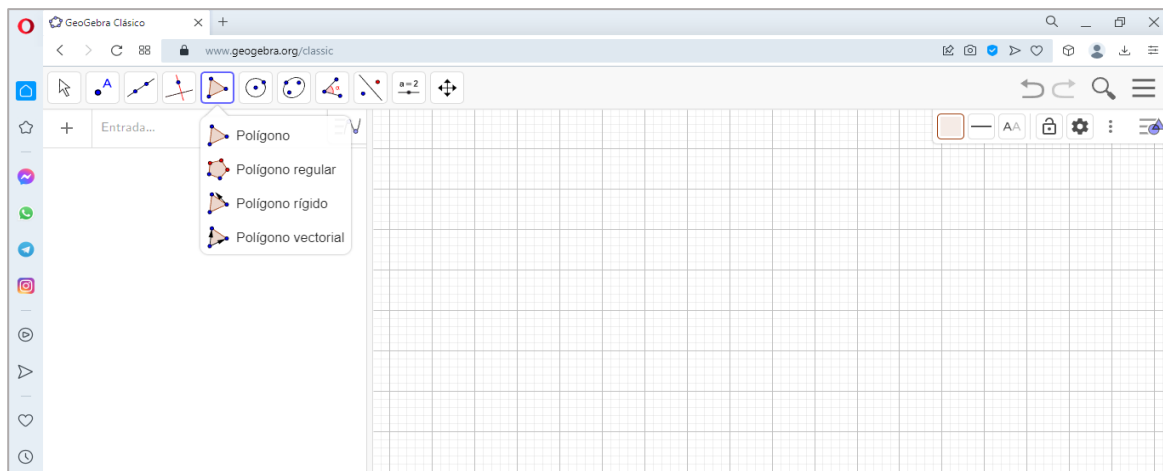 GeoGebra Clásico
www.geogebra.org/classic
A
a = 2
Entrada...
AA
Polígono
Polígono regular
Polígono rígido
Polígono vectorial